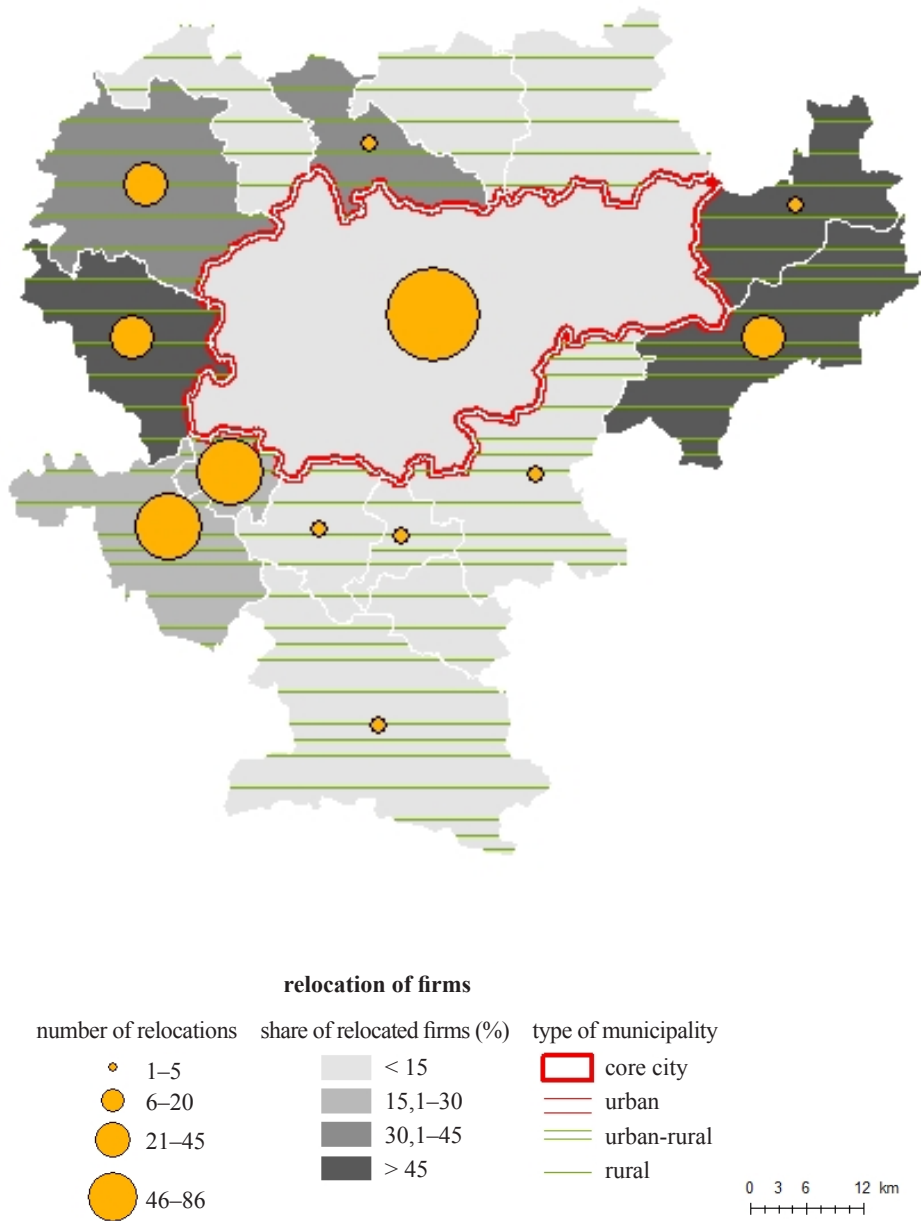 relocation of firms
number of relocations
1–5
6–20
21–45
46–86
share of relocated firms (%)
< 15
15,1–30
30,1–45
> 45
type of municipality
core city
urban
urban-rural
rural
0 3 6 12 km